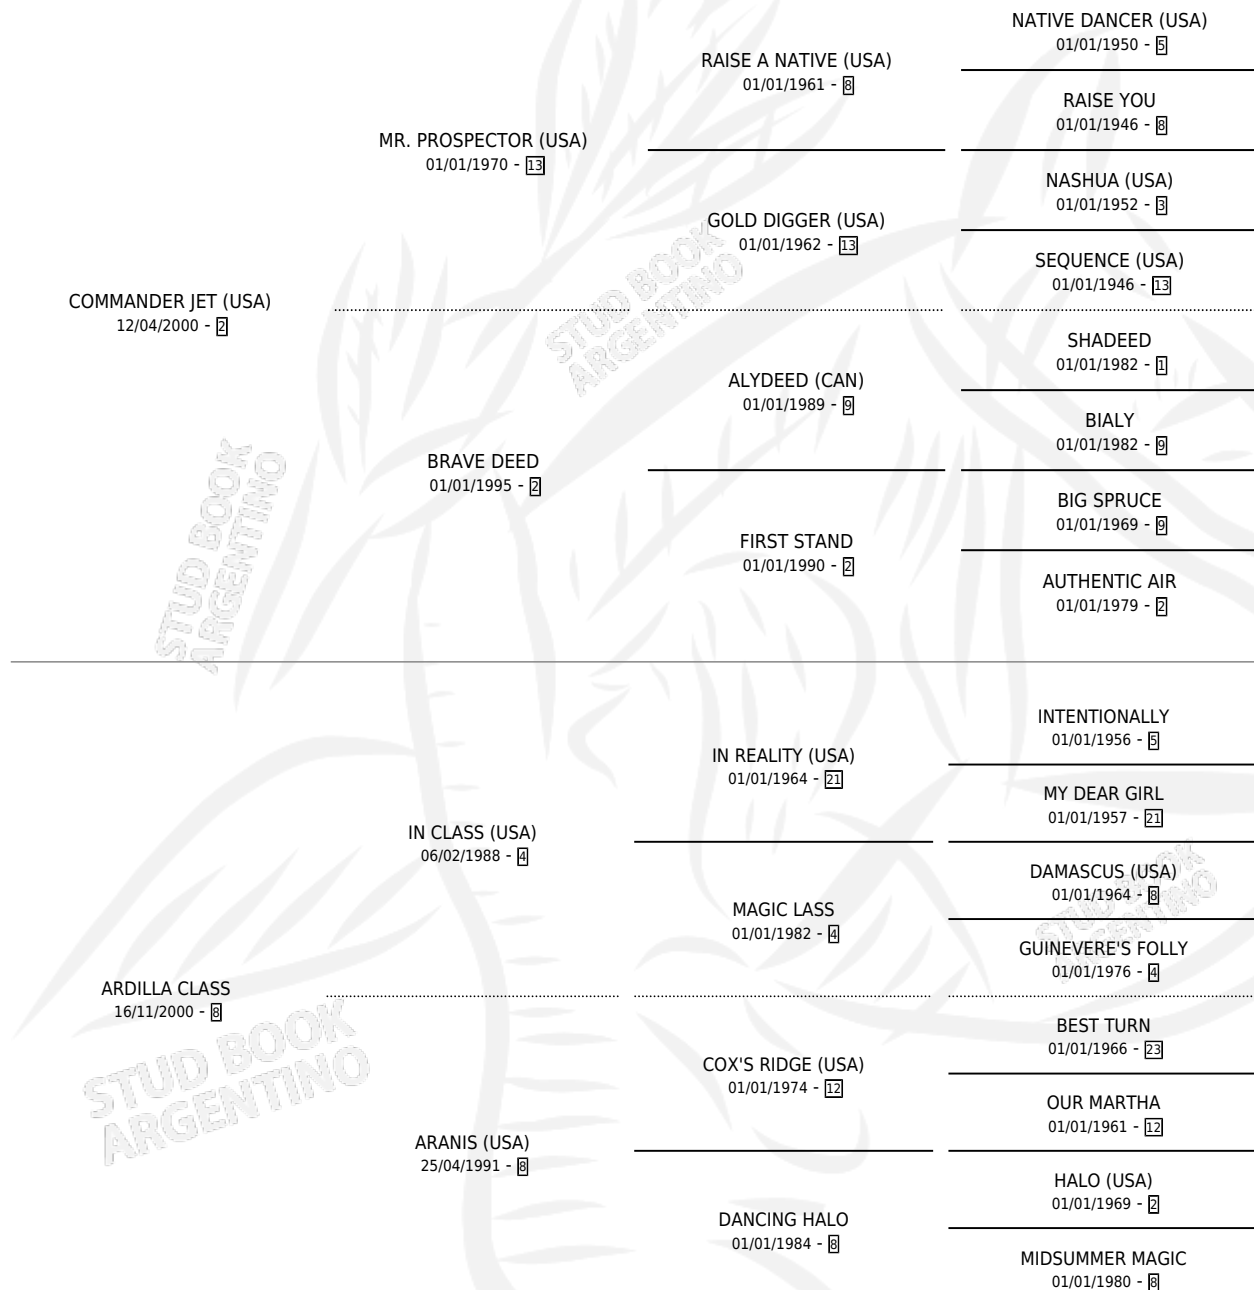 NATIVE DANCER (USA)
01/01/1950 - 5
RAISE A NATIVE (USA)
01/01/1961 - 8
RAISE YOU
01/01/1946 - 8
MR. PROSPECTOR (USA)
01/01/1970 - 13
NASHUA (USA)
01/01/1952 - 3
GOLD DIGGER (USA)
01/01/1962 - 13
SEQUENCE (USA)
01/01/1946 - 13
COMMANDER JET (USA)
12/04/2000 - 2
SHADEED
01/01/1982 - 1
ALYDEED (CAN)
01/01/1989 - 9
BIALY
01/01/1982 - 9
BRAVE DEED
01/01/1995 - 2
BIG SPRUCE
01/01/1969 - 9
FIRST STAND
01/01/1990 - 2
AUTHENTIC AIR
01/01/1979 - 2
INTENTIONALLY
01/01/1956 - 5
IN REALITY (USA)
01/01/1964 - 21
MY DEAR GIRL
01/01/1957 - 21
IN CLASS (USA)
06/02/1988 - 4
DAMASCUS (USA)
01/01/1964 - 8
MAGIC LASS
01/01/1982 - 4
GUINEVERE'S FOLLY
01/01/1976 - 4
ARDILLA CLASS
16/11/2000 - 8
BEST TURN
01/01/1966 - 23
COX'S RIDGE (USA)
01/01/1974 - 12
OUR MARTHA
01/01/1961 - 12
ARANIS (USA)
25/04/1991 - 8
HALO (USA)
01/01/1969 - 2
DANCING HALO
01/01/1984 - 8
MIDSUMMER MAGIC
01/01/1980 - 8
STUD BOOK
ARGENTINO
STUD BOOK
ARGENTINO
STUD BOOK
ARGENTINO
STUD BOOK
ARGENTINO